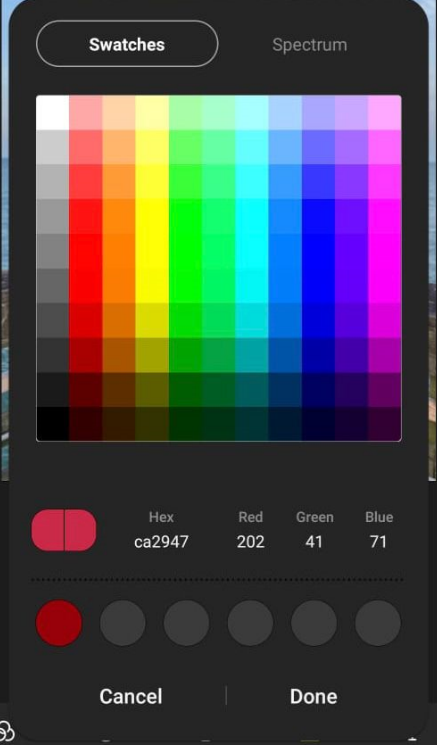 Swatches Spectrum
Hex Red Green Blue
ca2947 202 41 71
Cancel Done